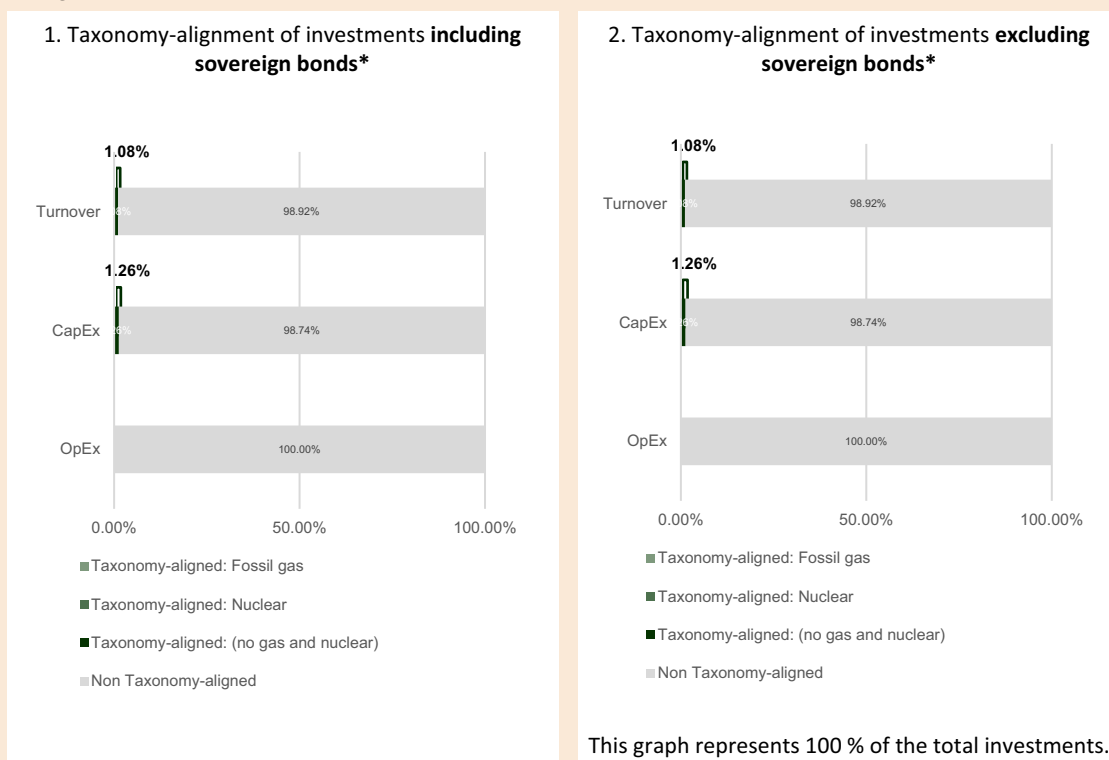 1. Taxonomy-alignment of investments including
sovereign bonds*
1.08%
Turnover
98.92%
1.26%
CapEx
98.74%
OpEx
100.00%
0.00%
50.00%
100.00%
Taxonomy-aligned: Fossil gas
Taxonomy-aligned: Nuclear
Taxonomy-aligned: (no gas and nuclear)
Non Taxonomy-aligned
2. Taxonomy-alignment of investments excluding
sovereign bonds*
1.08%
Turnover
98.92%
1.26%
CapEx
98.74%
OpEx
100.00%
0.00%
50.00%
100.00%
Taxonomy-aligned: Fossil gas
Taxonomy-aligned: Nuclear
Taxonomy-aligned: (no gas and nuclear)
Non Taxonomy-aligned
This graph represents 100 % of the total investments.